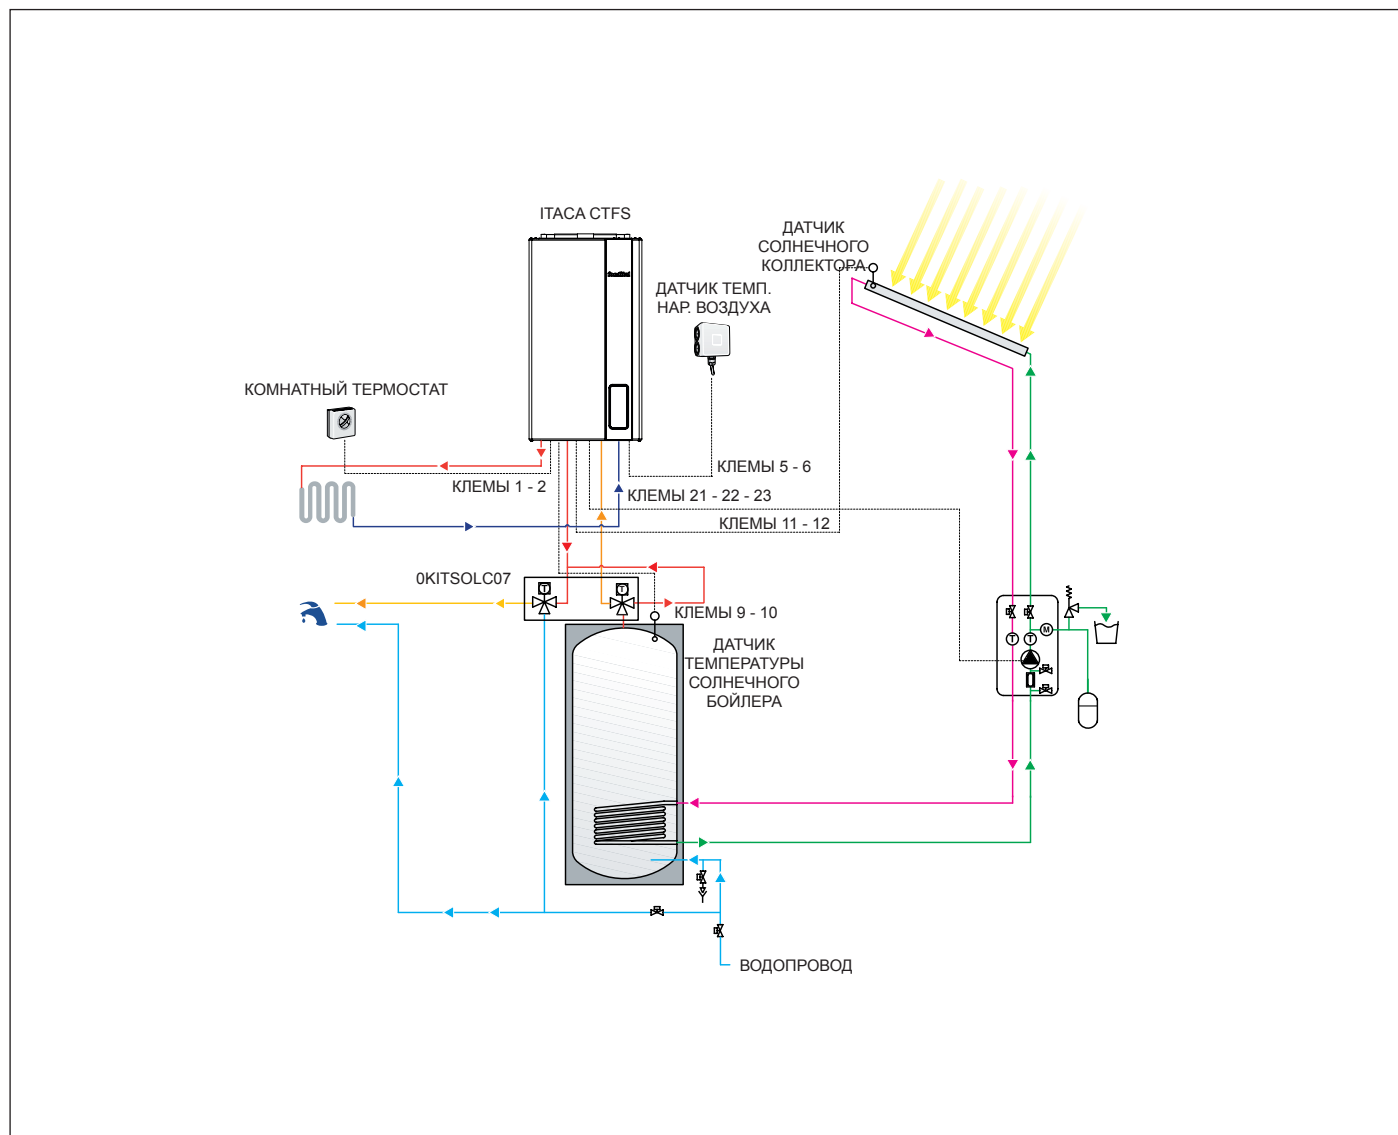 ITACA CTFS
ДАТЧИК
СОЛНЕЧНОГО
КОЛЛЕКТОРА
ДАТЧИК ТЕМП.
НАР. ВОЗДУХА
КОМНАТНЫЙ ТЕРМОСТАТ
КЛЕМЫ 5 - 6
КЛЕМЫ 1 - 2
КЛЕМЫ 21 - 22 - 23
КЛЕМЫ 11 - 12
0KITSOLC07
T
T
КЛЕМЫ 9 - 10
ДАТЧИК
ТЕМПЕРАТУРЫ
СОЛНЕЧНОГО
БОЙЛЕРА
M
T
T
ВОДОПРОВОД